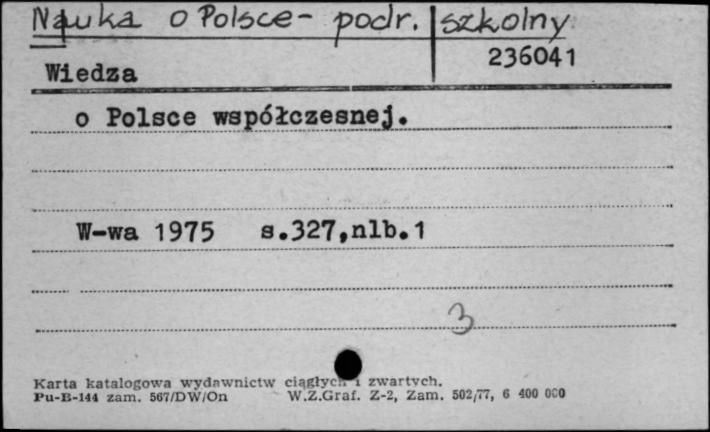 Nauka o Polsce - podr. szkolny
236041
Wiedza
o Polsce współczesnej.
W-wa 1975 s.327,nlb.1
3
Karta katalogowa wydawnictw ciągłych i zwartych.
Pu-B-144 zam. 567/DW/On W.Z.Graf. Z-2, Zam. 502/77, 6 400 000